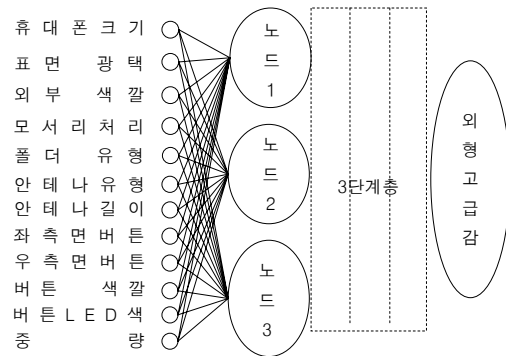 휴대폰크기
표면 광택
외부 색깔
모서리처리
폴더 유형
안테나유형
안테나길이
좌측면버튼
우측면버튼
버튼 색깔
버튼LED색
중 량
노드1
노드2
노드3
3단계층
외형고급감